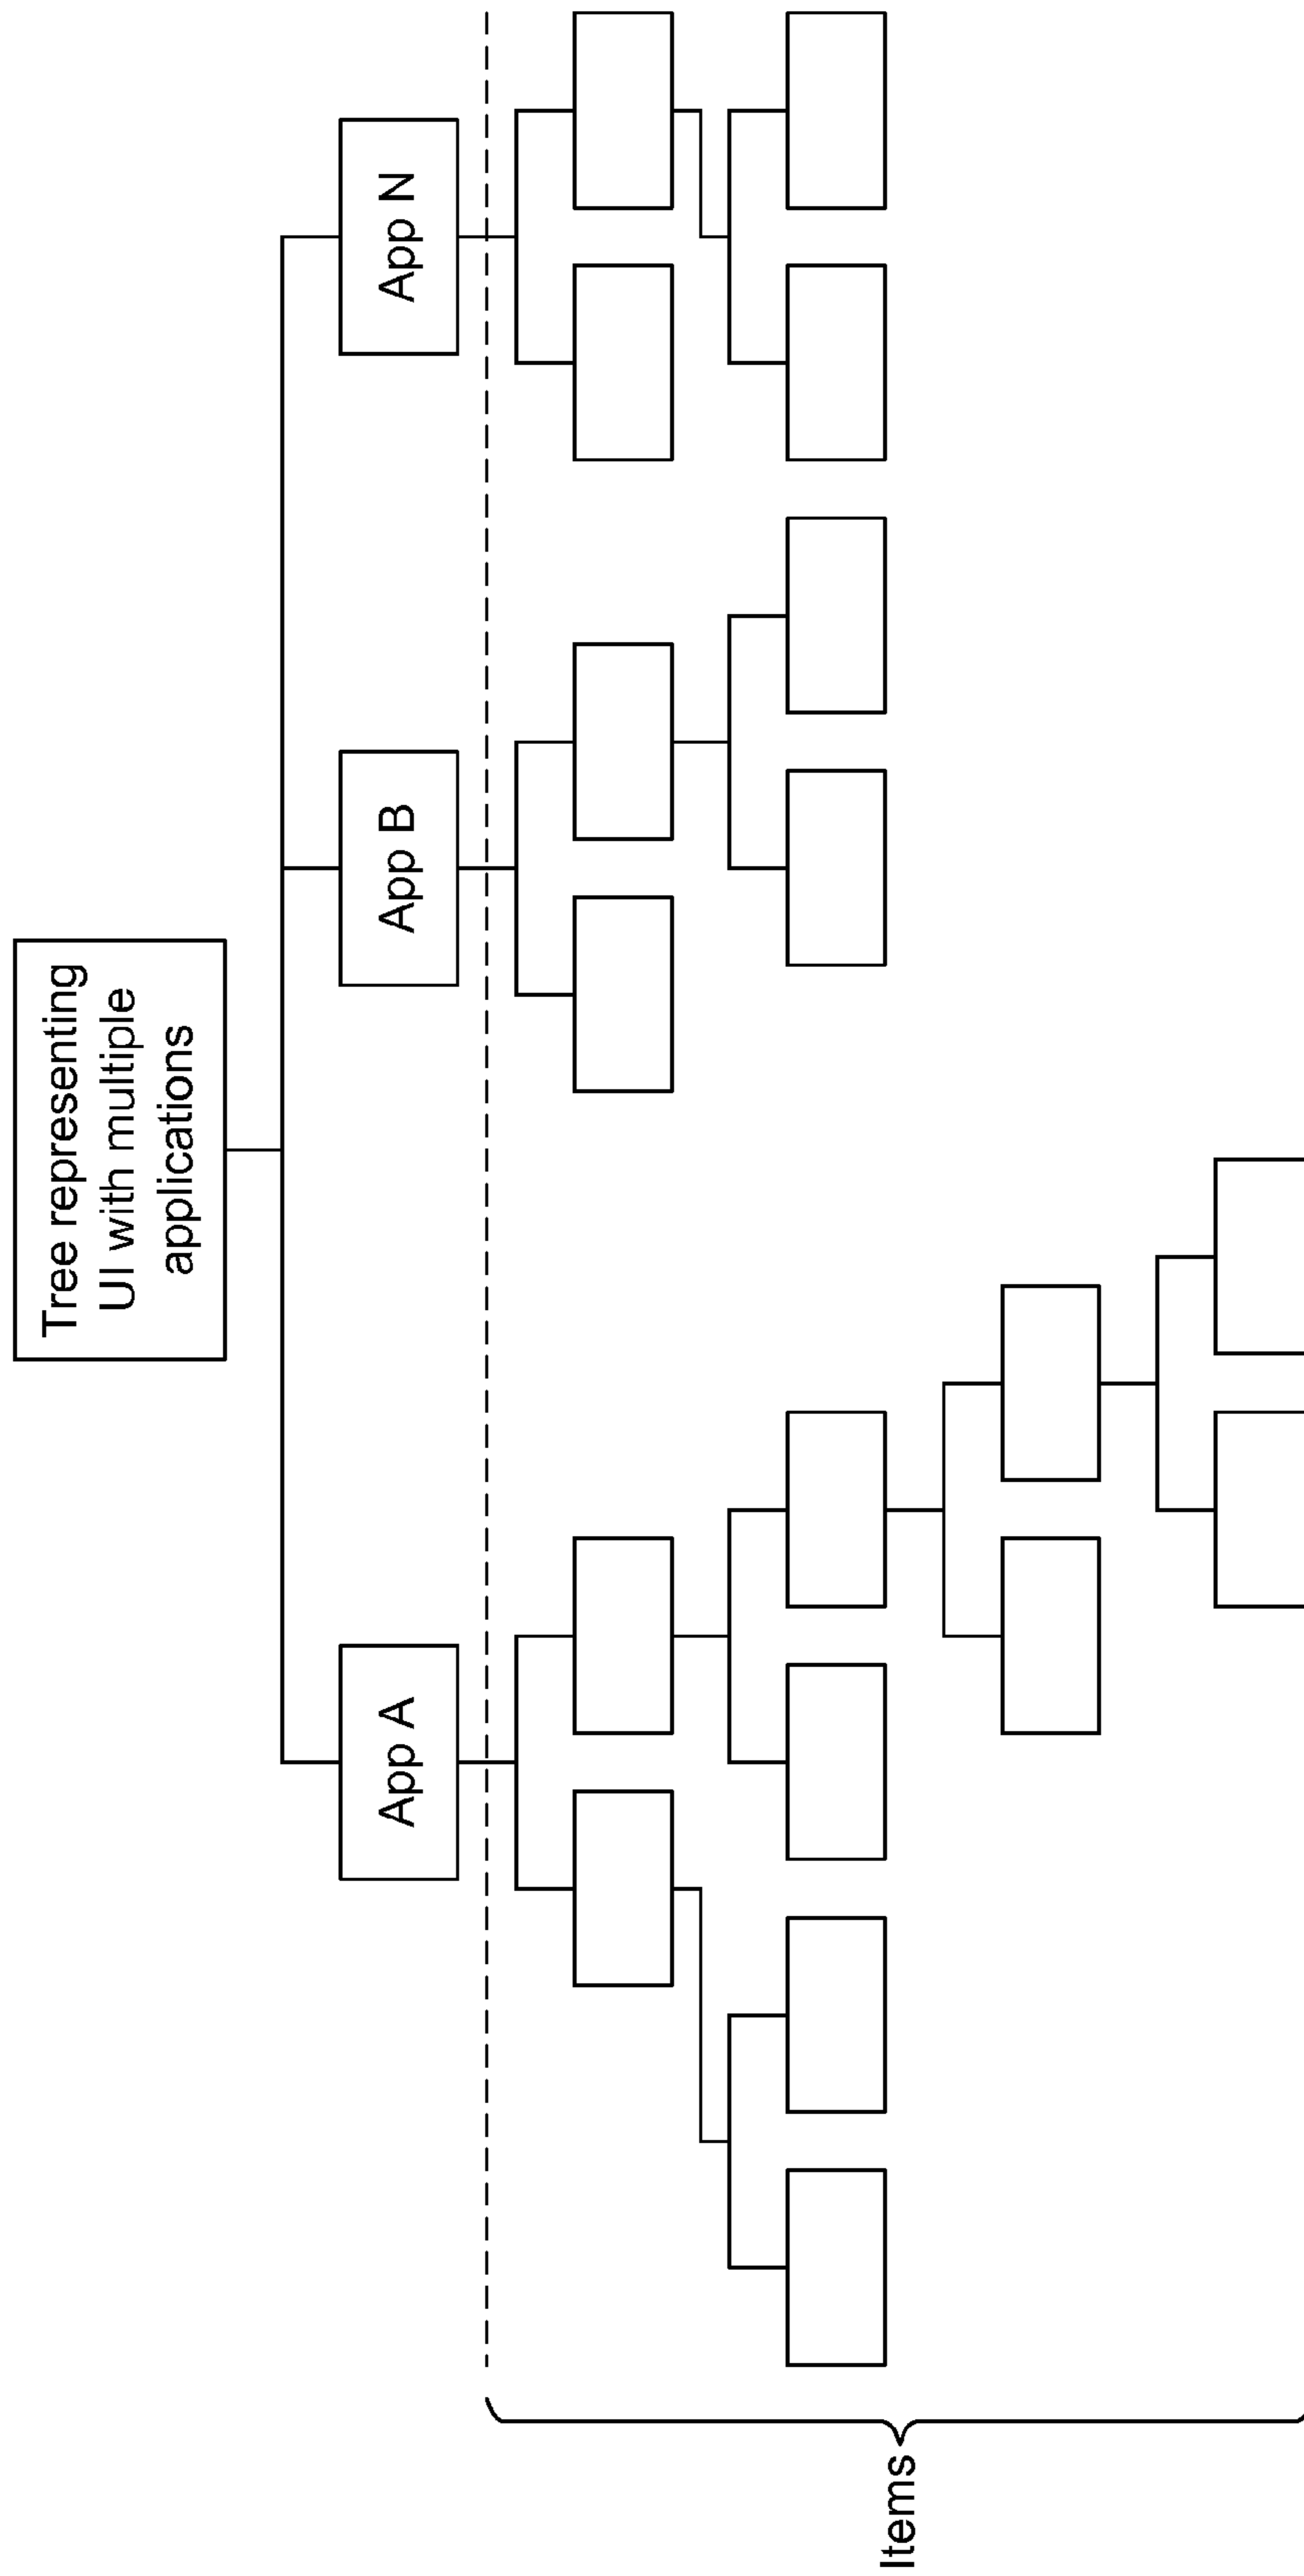 Tree representing
UI with multiple
applications
App A
App B
App N
Items